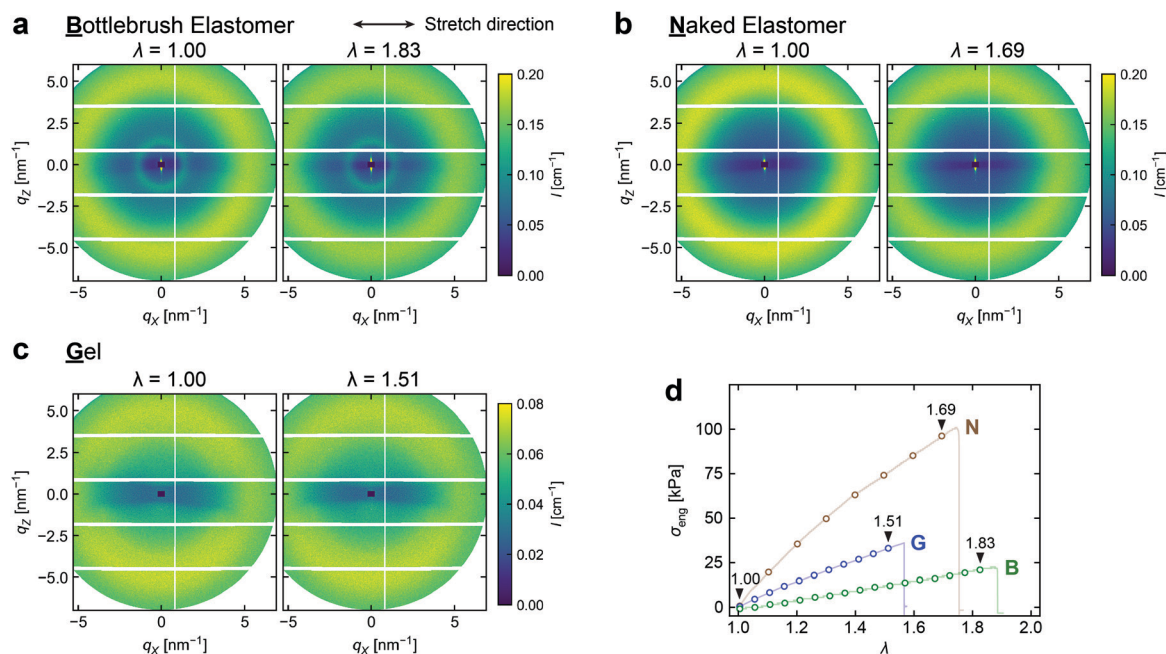 a Bottlebrush Elastomer
Stretch direction
λ = 1.00 λ = 1.83
5.0
2.5
0.0
−2.5
−5.0
qZ [nm−1]
−5 0 5 −5 0 5
qX [nm−1] qX [nm−1]
0.20
0.15
0.10
0.05
0.00
I [cm−1]
b Naked Elastomer
λ = 1.00 λ = 1.69
5.0
2.5
0.0
−2.5
−5.0
qZ [nm−1]
−5 0 5 −5 0 5
qX [nm−1] qX [nm−1]
0.20
0.15
0.10
0.05
0.00
I [cm−1]
c Gel
λ = 1.00 λ = 1.51
5.0
2.5
0.0
−2.5
−5.0
qZ [nm−1]
−5 0 5 −5 0 5
qX [nm−1] qX [nm−1]
0.08
0.06
0.04
0.02
0.00
I [cm−1]
d
100
75
50
25
0
σeng [kPa]
1.69
N
1.51
G
1.83
B
1.00
1.0 1.2 1.4 1.6 1.8 2.0
λ